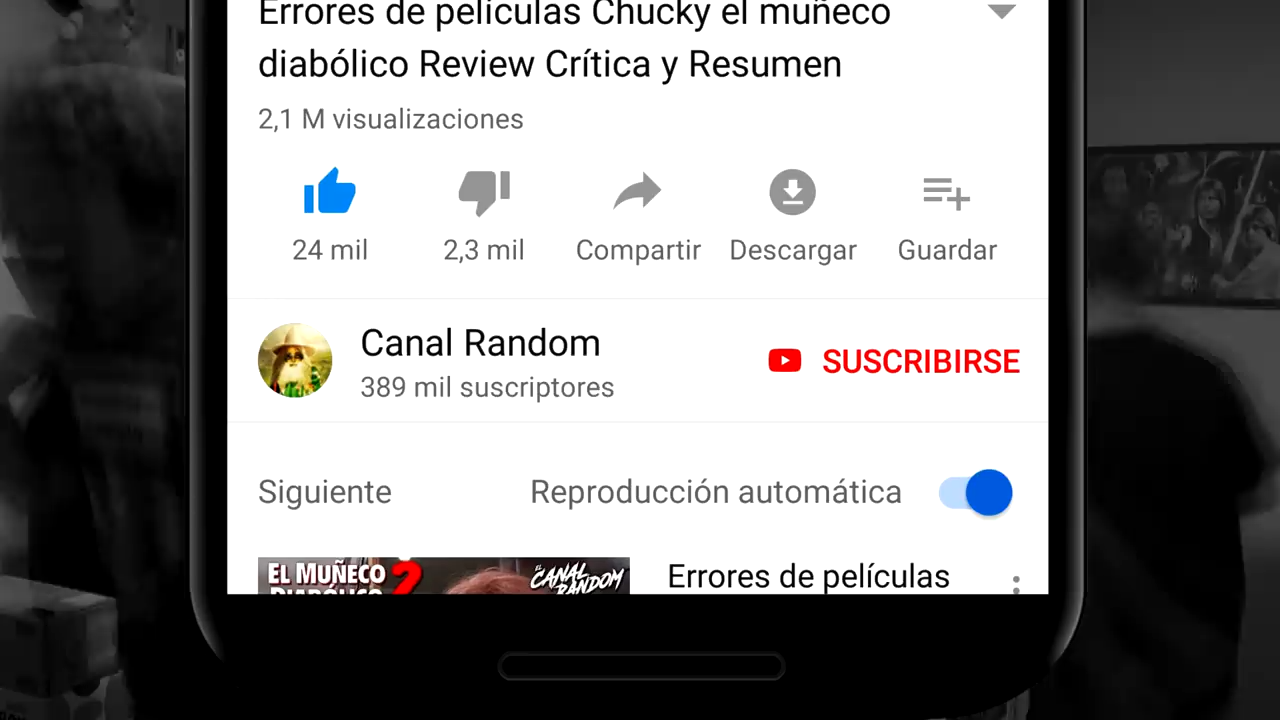 Errores de películas Chucky el muñeco
diabólico Review Crítica y Resumen
2,1 M visualizaciones
24 mil
2,3 mil
Compartir
Descargar
Guardar
Canal Random
389 mil suscriptores
SUSCRIBIRSE
Siguiente
Reproducción automática
EL MUÑECO
DIABÓLICO 2
EL CANAL
RANDOM
Errores de películas